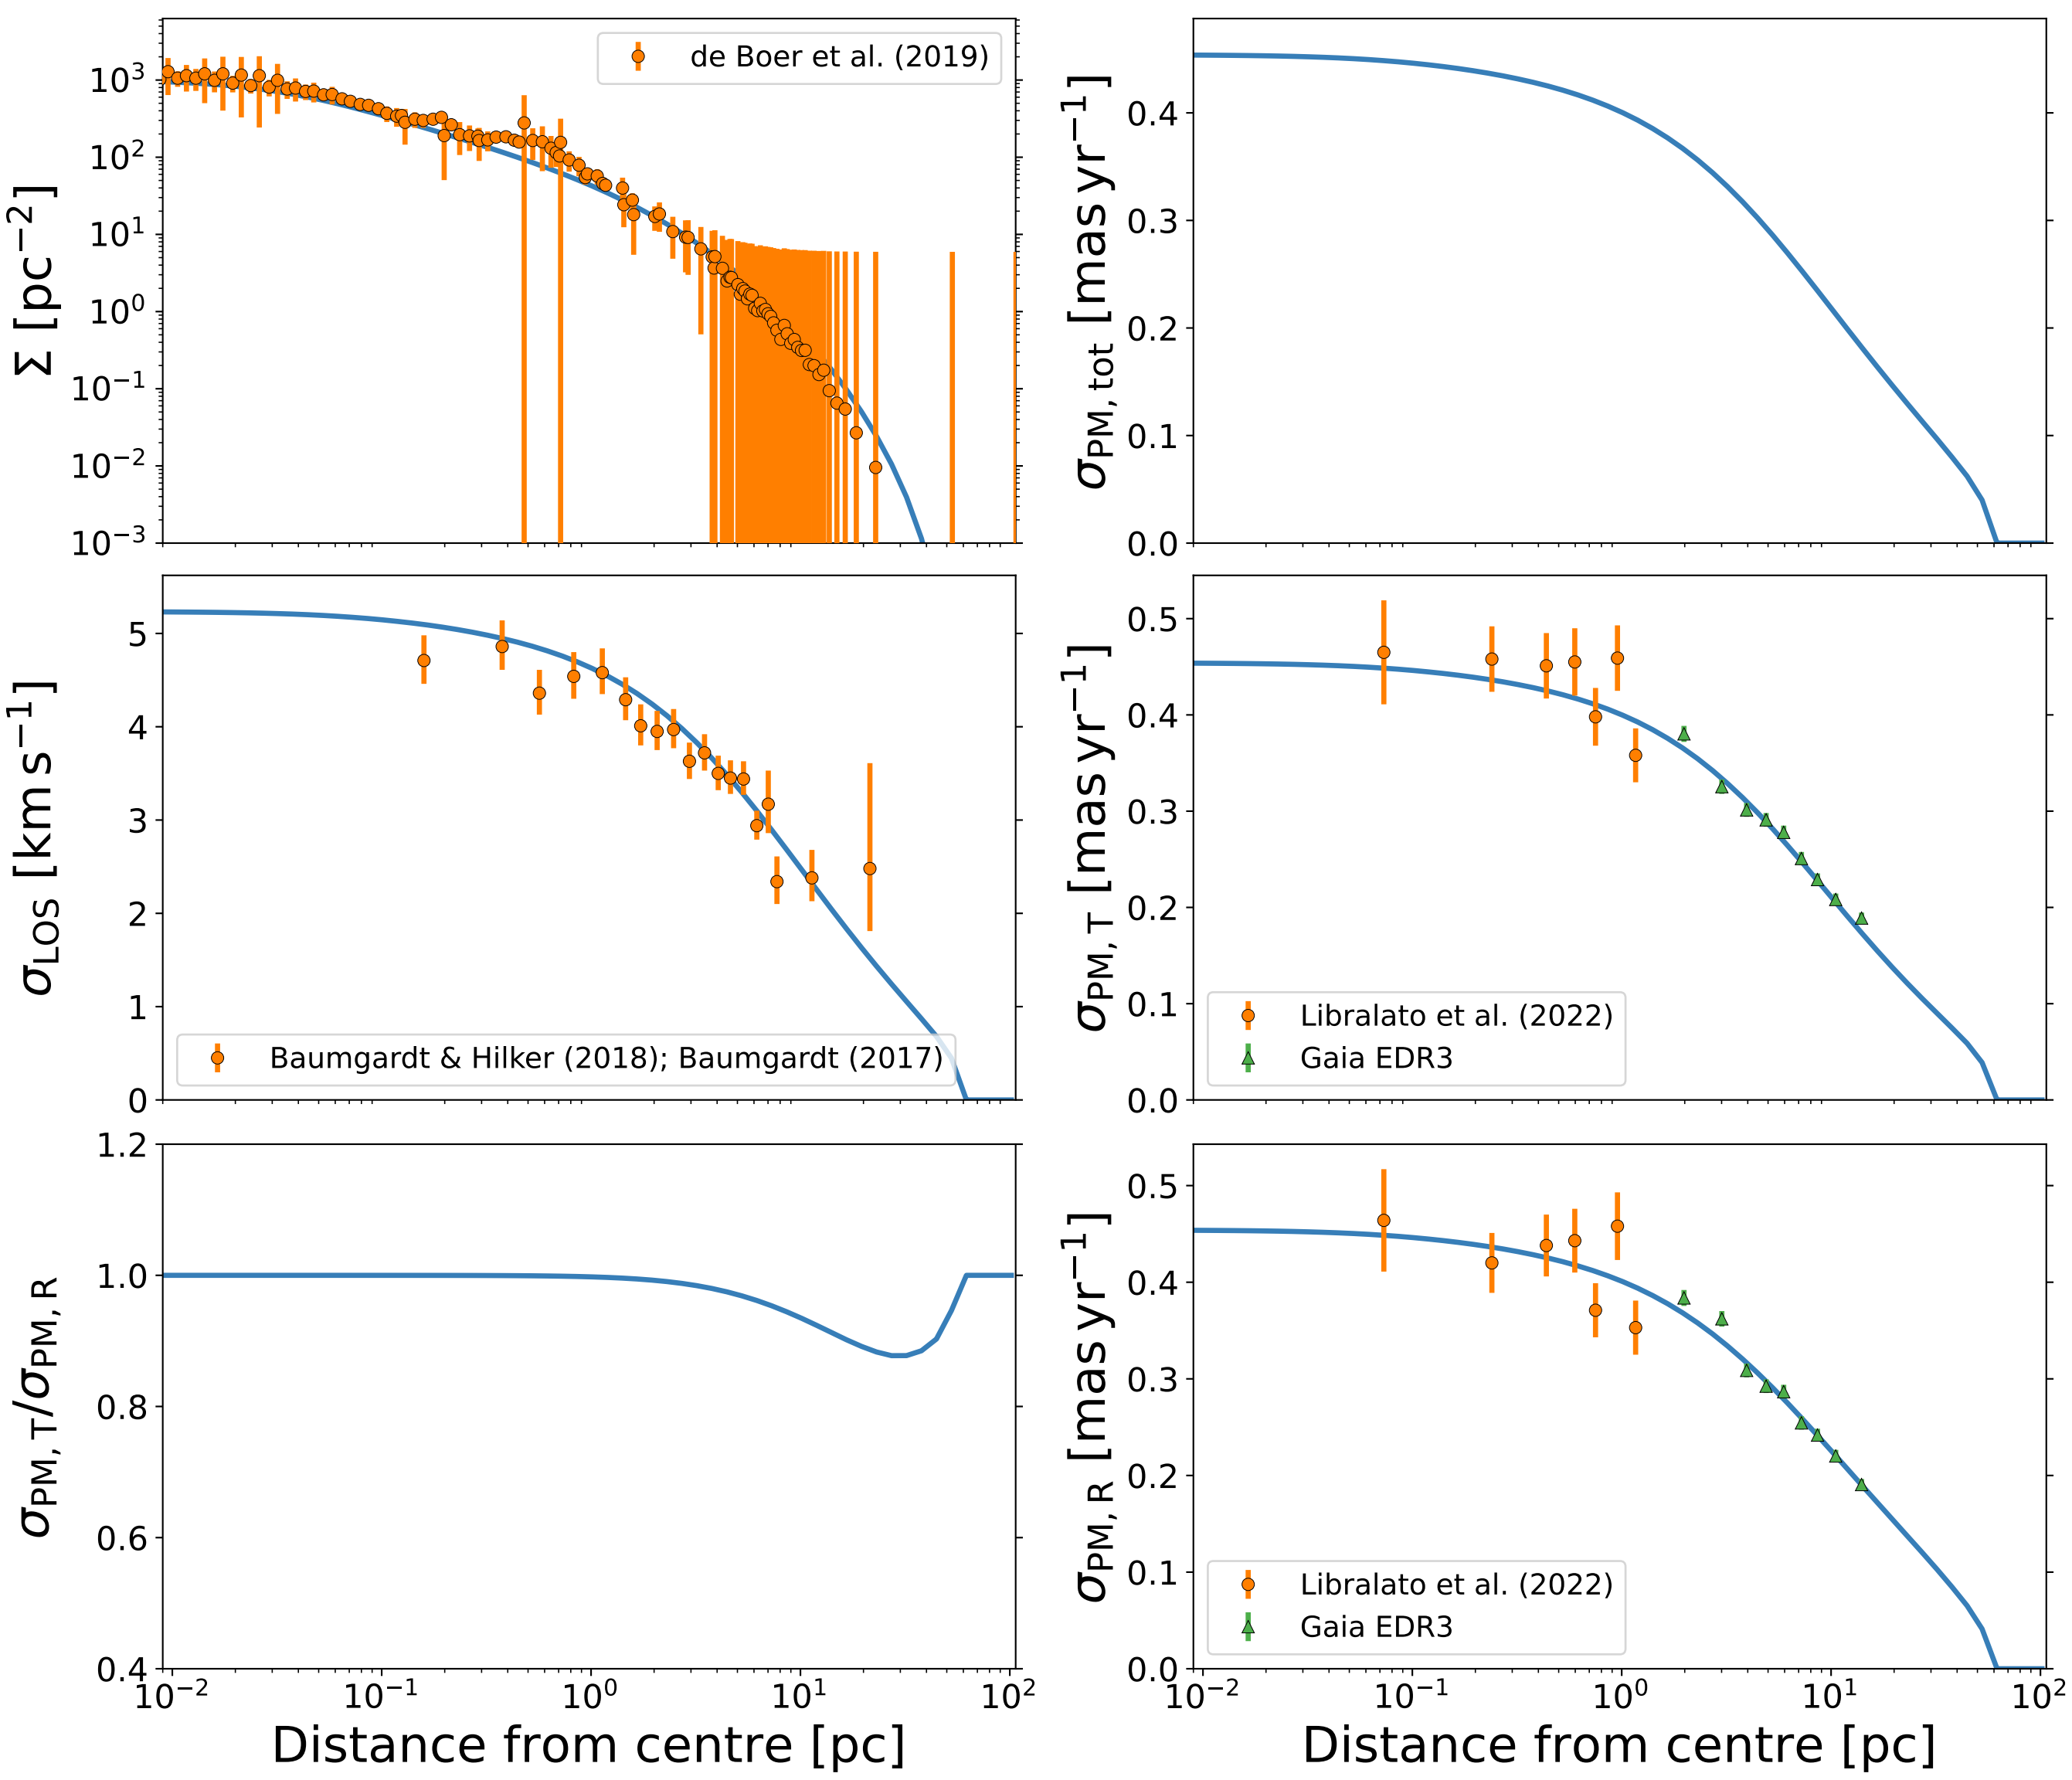 de Boer et al. (2019)
Σ [pc⁻²]
10³
10²
10¹
10⁰
10⁻¹
10⁻²
10⁻³
σPM, tot [mas yr⁻¹]
0.4
0.3
0.2
0.1
0.0
σLOS [km s⁻¹]
5
4
3
2
1
0
Baumgardt & Hilker (2018); Baumgardt (2017)
σPM, T [mas yr⁻¹]
0.5
0.4
0.3
0.2
0.1
0.0
Libralato et al. (2022)
Gaia EDR3
σPM, T/σPM, R
1.2
1.0
0.8
0.6
0.4
10⁻² 10⁻¹ 10⁰ 10¹ 10²
Distance from centre [pc]
σPM, R [mas yr⁻¹]
0.5
0.4
0.3
0.2
0.1
0.0
Libralato et al. (2022)
Gaia EDR3
10⁻² 10⁻¹ 10⁰ 10¹ 10²
Distance from centre [pc]